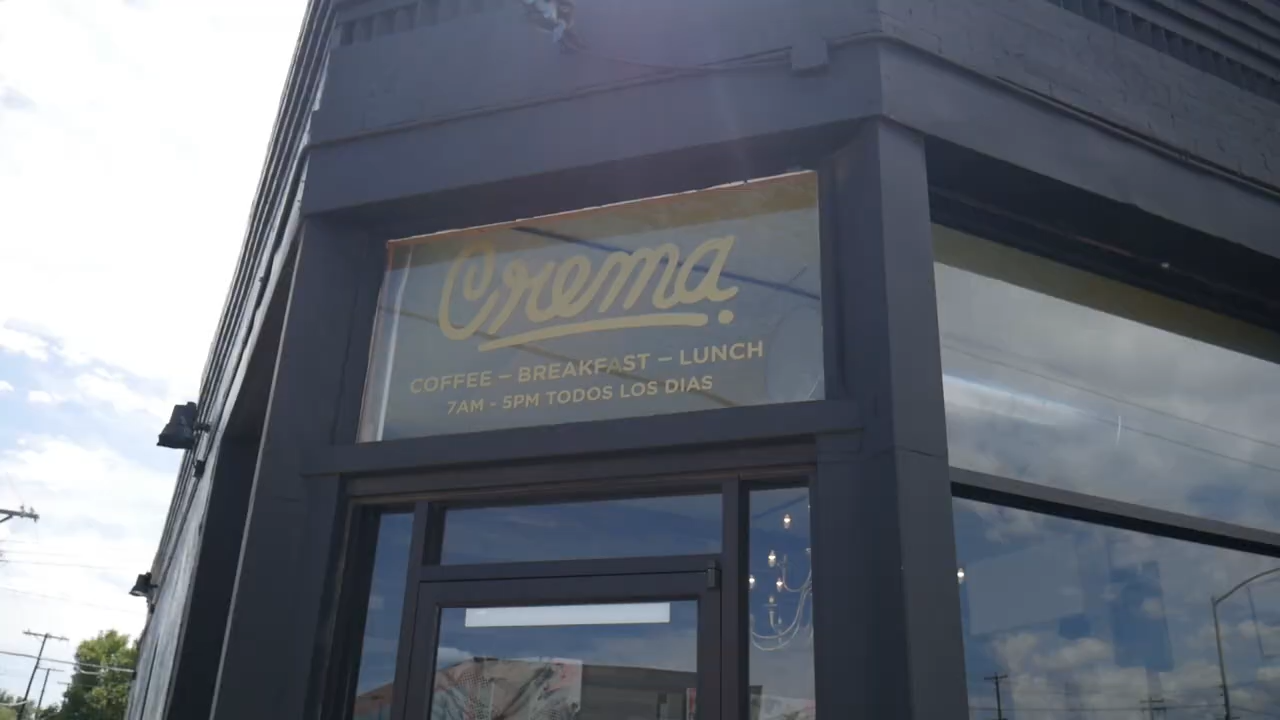 Crema.
COFFEE – BREAKFAST – LUNCH
7AM - 5PM TODOS LOS DIAS